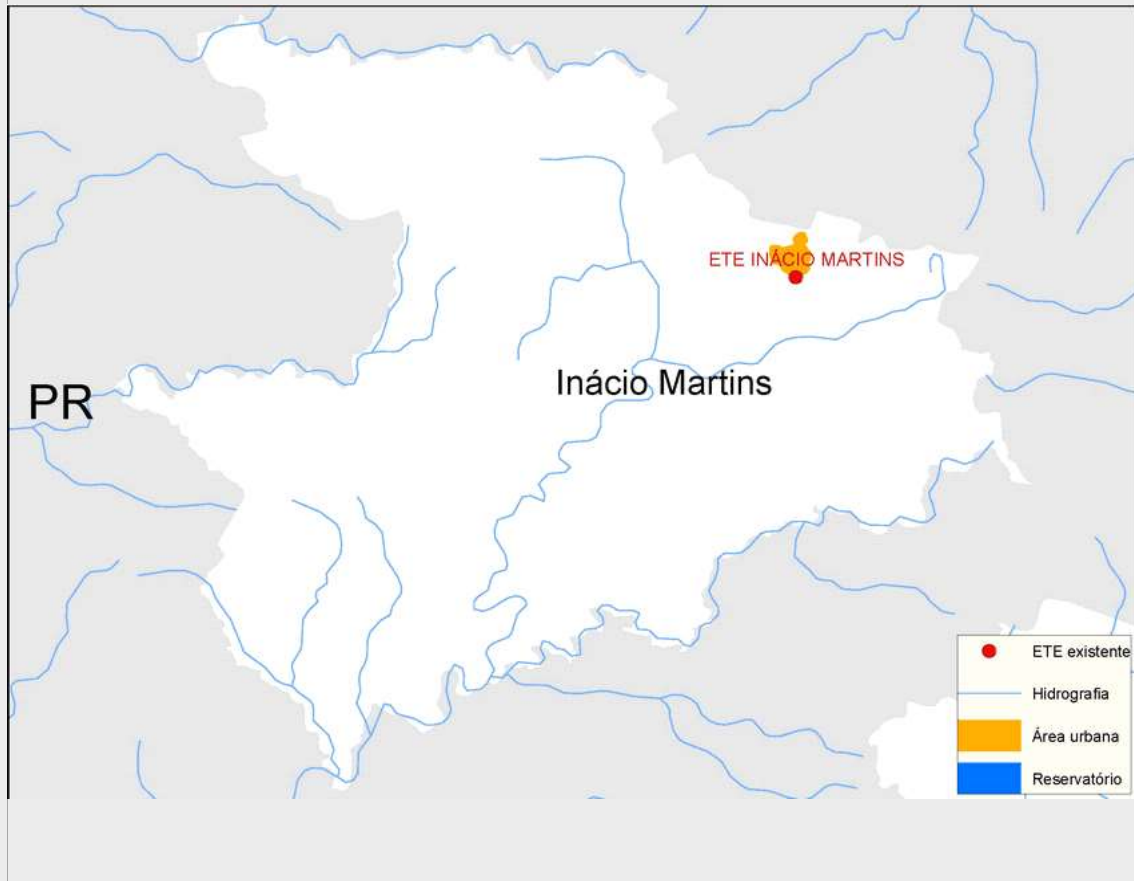 ETE INÁCIO MARTINS
Inácio Martins
PR
ETE existente
Hidrografia
Área urbana
Reservatório